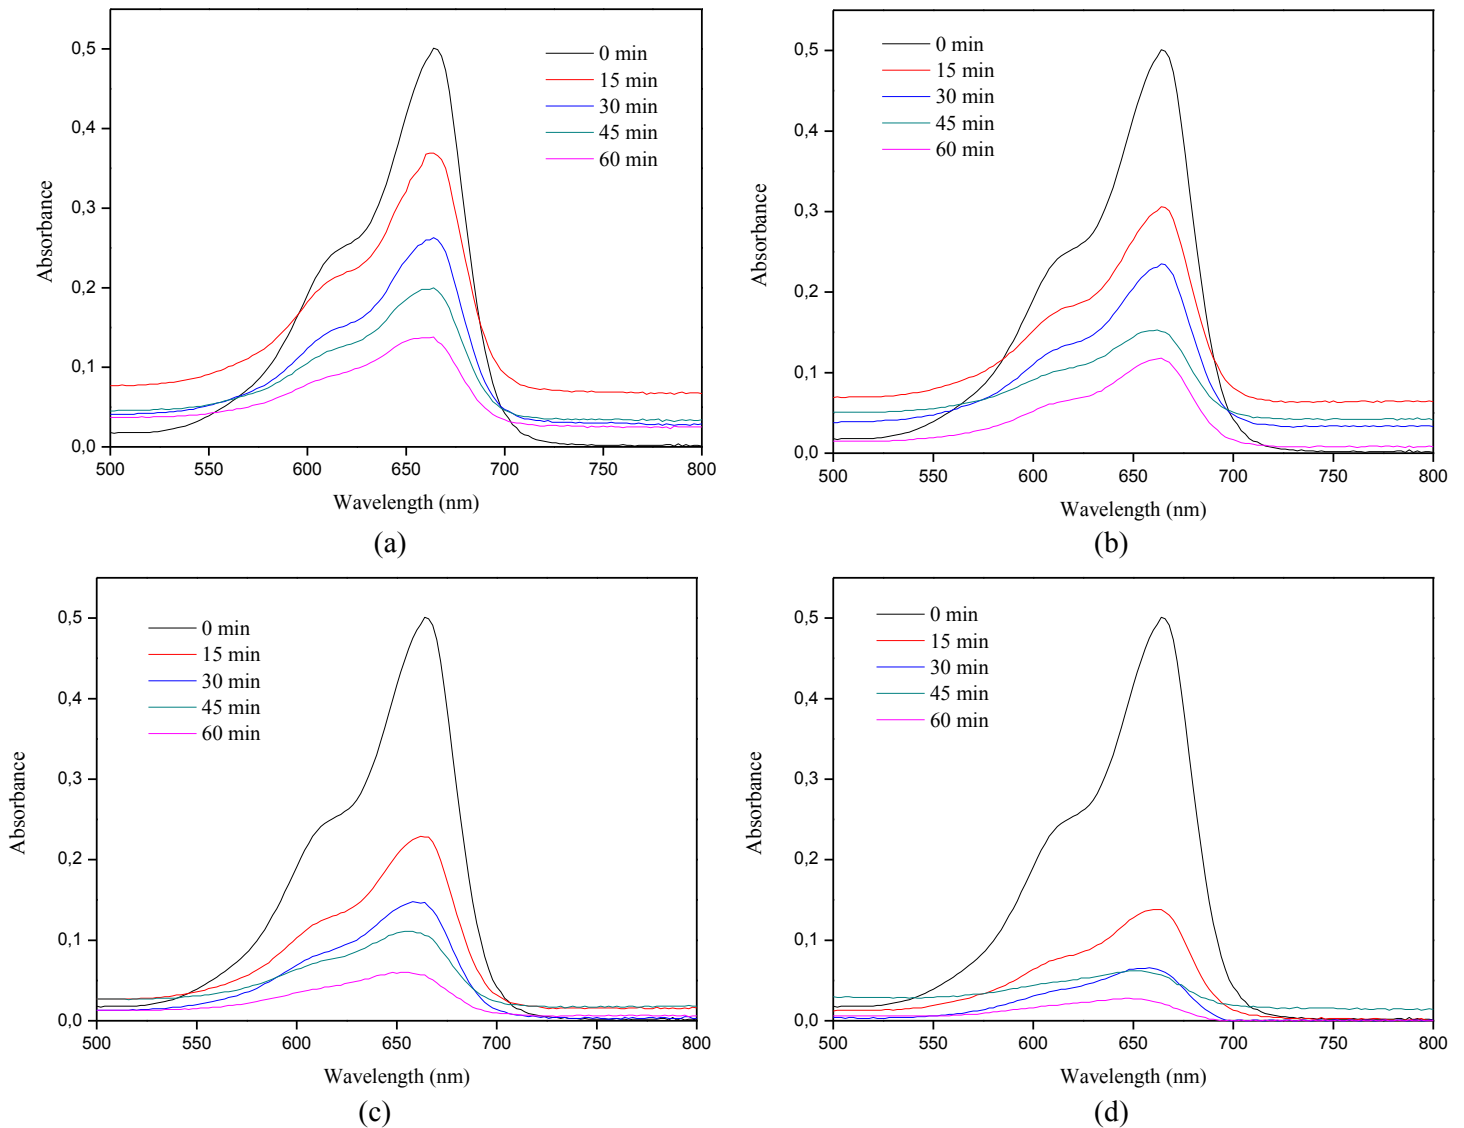 0,5
0,4
0,3
0,2
0,1
0,0
Absorbance
0 min
15 min
30 min
45 min
60 min
500 550 600 650 700 750 800
Wavelength (nm)
(a)
0,5
0,4
0,3
0,2
0,1
0,0
Absorbance
0 min
15 min
30 min
45 min
60 min
500 550 600 650 700 750 800
Wavelength (nm)
(b)
0,5
0,4
0,3
0,2
0,1
0,0
Absorbance
0 min
15 min
30 min
45 min
60 min
500 550 600 650 700 750 800
Wavelength (nm)
(c)
0,5
0,4
0,3
0,2
0,1
0,0
Absorbance
0 min
15 min
30 min
45 min
60 min
500 550 600 650 700 750 800
Wavelength (nm)
(d)